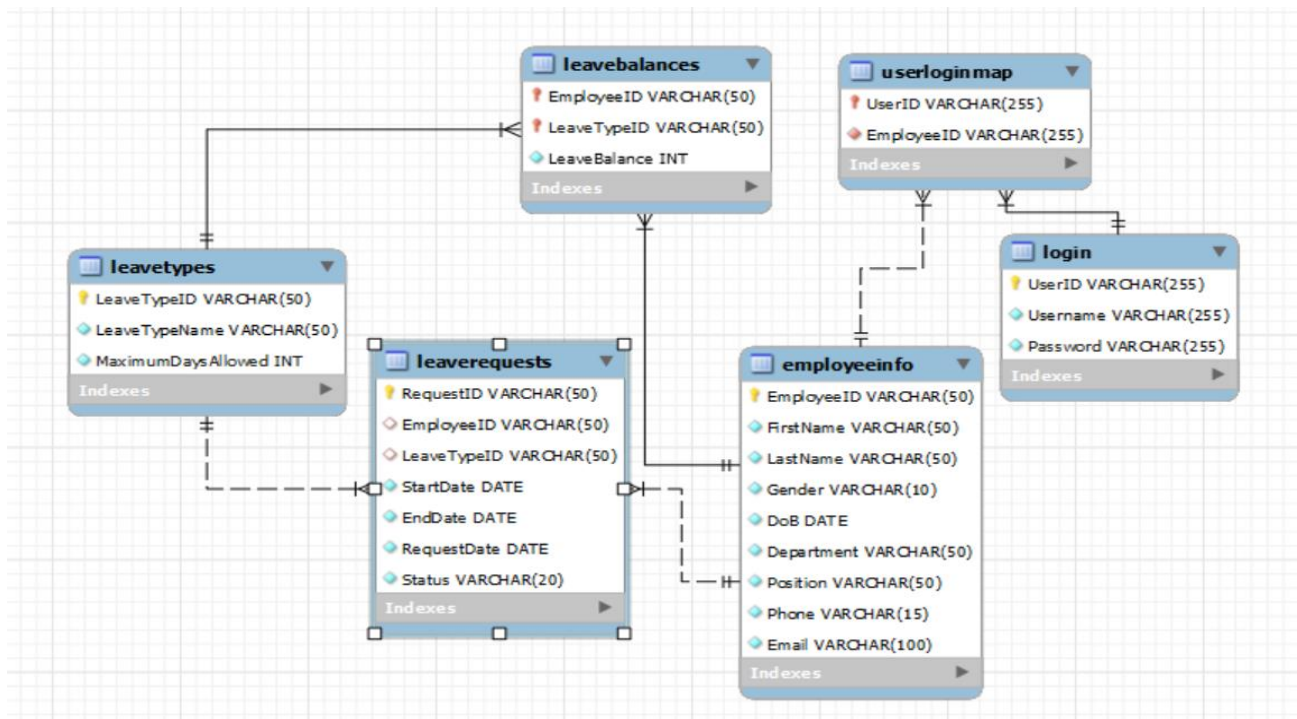 leavebalances
EmployeeID VARCHAR(50)
LeaveTypeID VARCHAR(50)
LeaveBalance INT
Indexes
userloginmap
UserID VARCHAR(255)
EmployeeID VARCHAR(255)
Indexes
leavetypes
LeaveTypeID VARCHAR(50)
LeaveTypeName VARCHAR(50)
MaximumDaysAllowed INT
Indexes
login
UserID VARCHAR(255)
Username VARCHAR(255)
Password VARCHAR(255)
Indexes
leaverequests
RequestID VARCHAR(50)
EmployeeID VARCHAR(50)
LeaveTypeID VARCHAR(50)
StartDate DATE
EndDate DATE
RequestDate DATE
Status VARCHAR(20)
Indexes
employeeinfo
EmployeeID VARCHAR(50)
FirstName VARCHAR(50)
LastName VARCHAR(50)
Gender VARCHAR(10)
DoB DATE
Department VARCHAR(50)
Position VARCHAR(50)
Phone VARCHAR(15)
Email VARCHAR(100)
Indexes